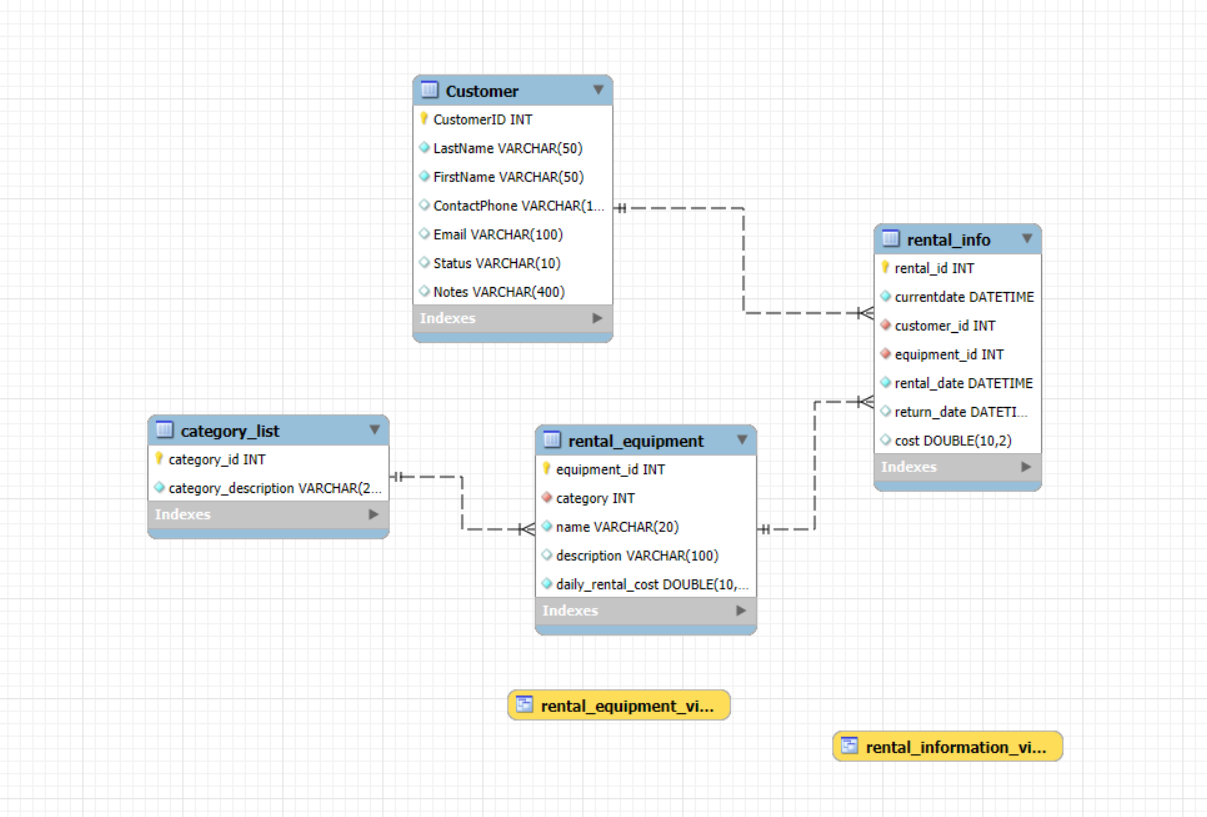 Customer
CustomerID INT
LastName VARCHAR(50)
FirstName VARCHAR(50)
ContactPhone VARCHAR(1...
Email VARCHAR(100)
Status VARCHAR(10)
Notes VARCHAR(400)
Indexes
rental_info
rental_id INT
currentdate DATETIME
customer_id INT
equipment_id INT
rental_date DATETIME
return_date DATETI...
cost DOUBLE(10,2)
Indexes
category_list
category_id INT
category_description VARCHAR(2...
Indexes
rental_equipment
equipment_id INT
category INT
name VARCHAR(20)
description VARCHAR(100)
daily_rental_cost DOUBLE(10,...
Indexes
rental_equipment_vi...
rental_information_vi...